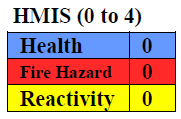 HMIS (0 to 4)
Health 0
Fire Hazard 0
Reactivity 0